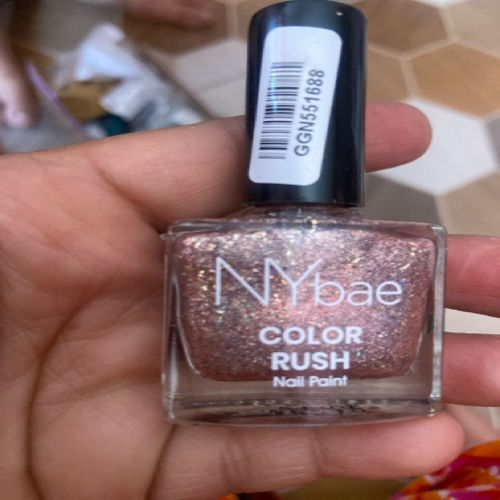 GGN551688
NYbae
COLOR
RUSH
Nail Paint